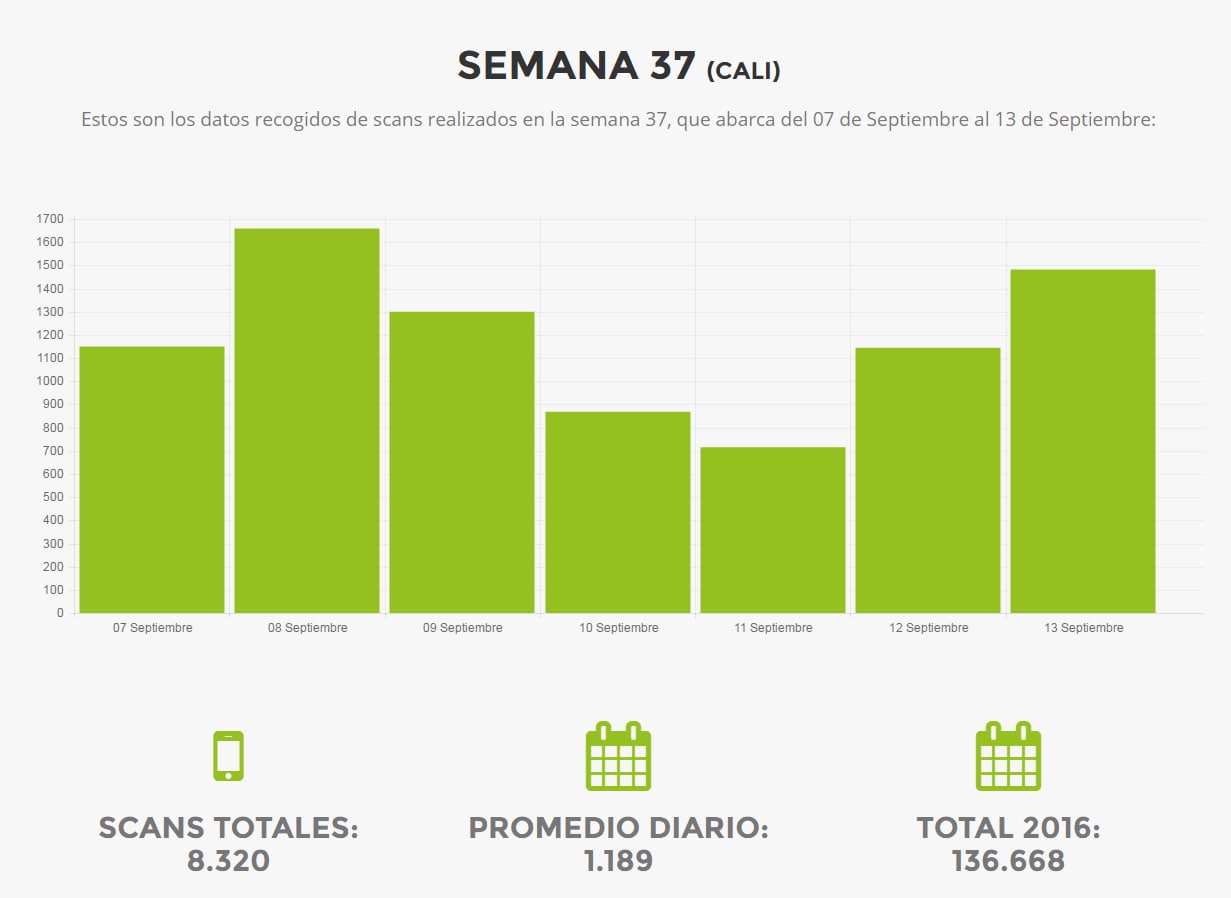 SEMANA 37 (CALI)
Estos son los datos recogidos de scans realizados en la semana 37, que abarca del 07 de Septiembre al 13 de Septiembre:
1700
1600
1500
1400
1300
1200
1100
1000
900
800
700
600
500
400
300
200
100
0
07 Septiembre
08 Septiembre
09 Septiembre
10 Septiembre
11 Septiembre
12 Septiembre
13 Septiembre
SCANS TOTALES:
8.320
PROMEDIO DIARIO:
1.189
TOTAL 2016:
136.668